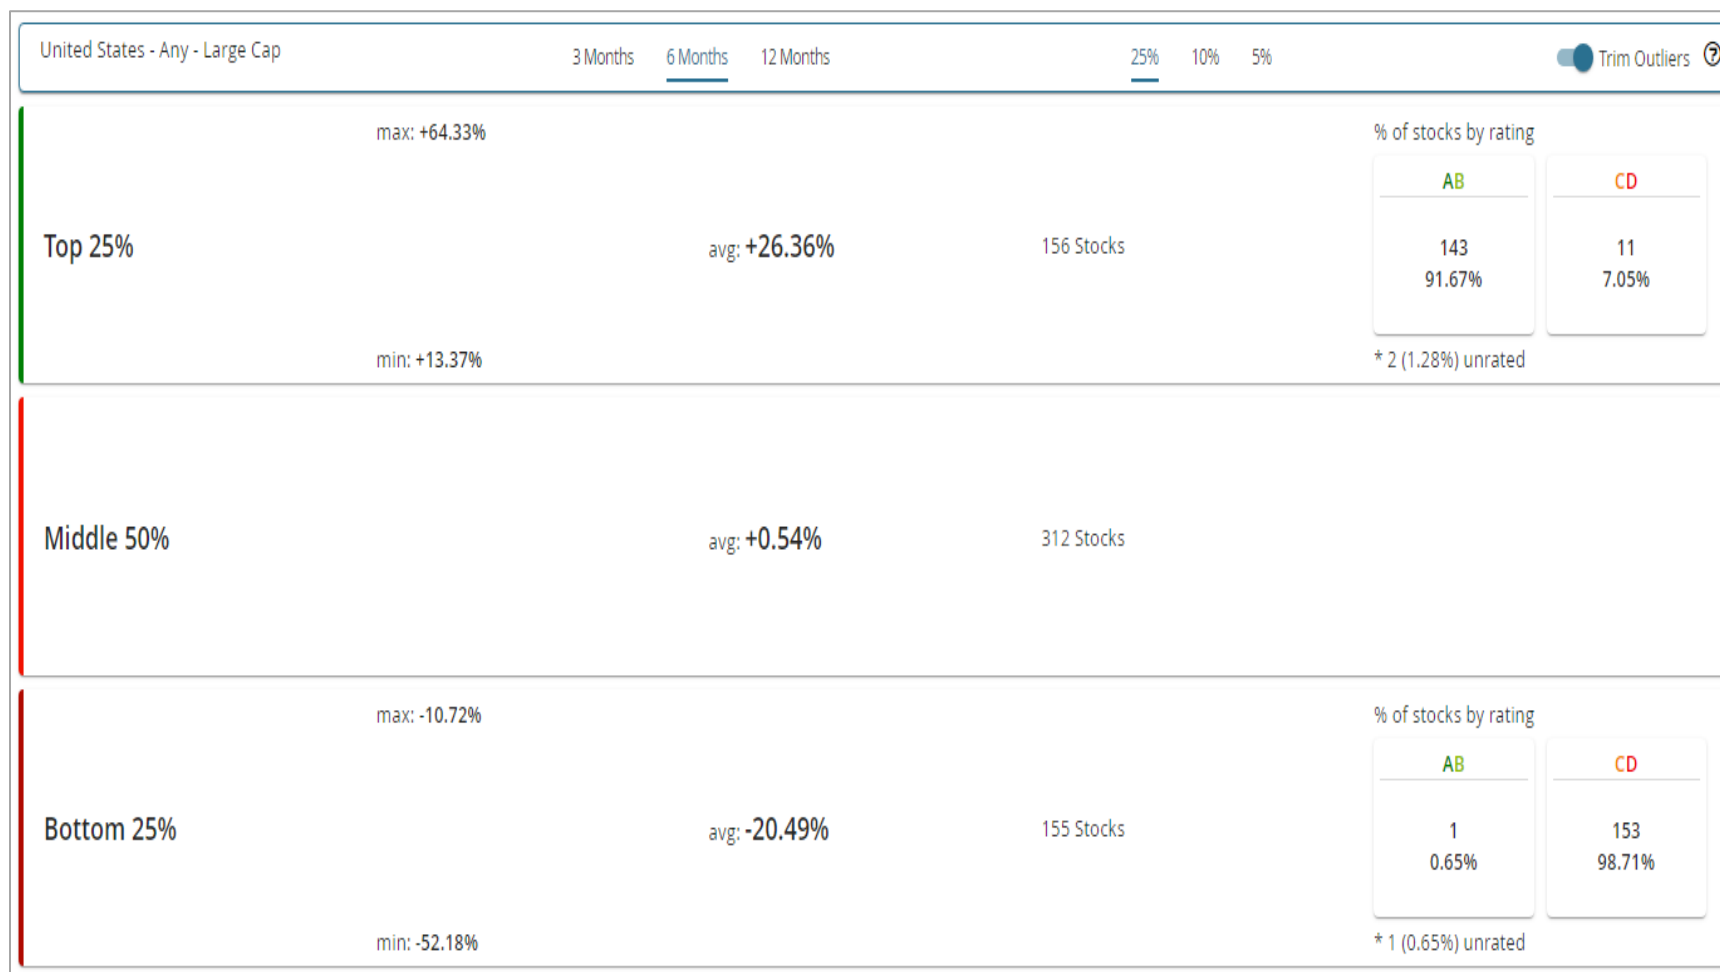 United States - Any - Large Cap 3 Months 6 Months 12 Months 25% 10% 5% Trim Outliers ?
max: +64.33% % of stocks by rating
AB CD
Top 25% avg: +26.36% 156 Stocks 143 11
91.67% 7.05%
min: +13.37% * 2 (1.28%) unrated
Middle 50% avg: +0.54% 312 Stocks
max: -10.72% % of stocks by rating
AB CD
Bottom 25% avg: -20.49% 155 Stocks 1 153
0.65% 98.71%
min: -52.18% * 1 (0.65%) unrated